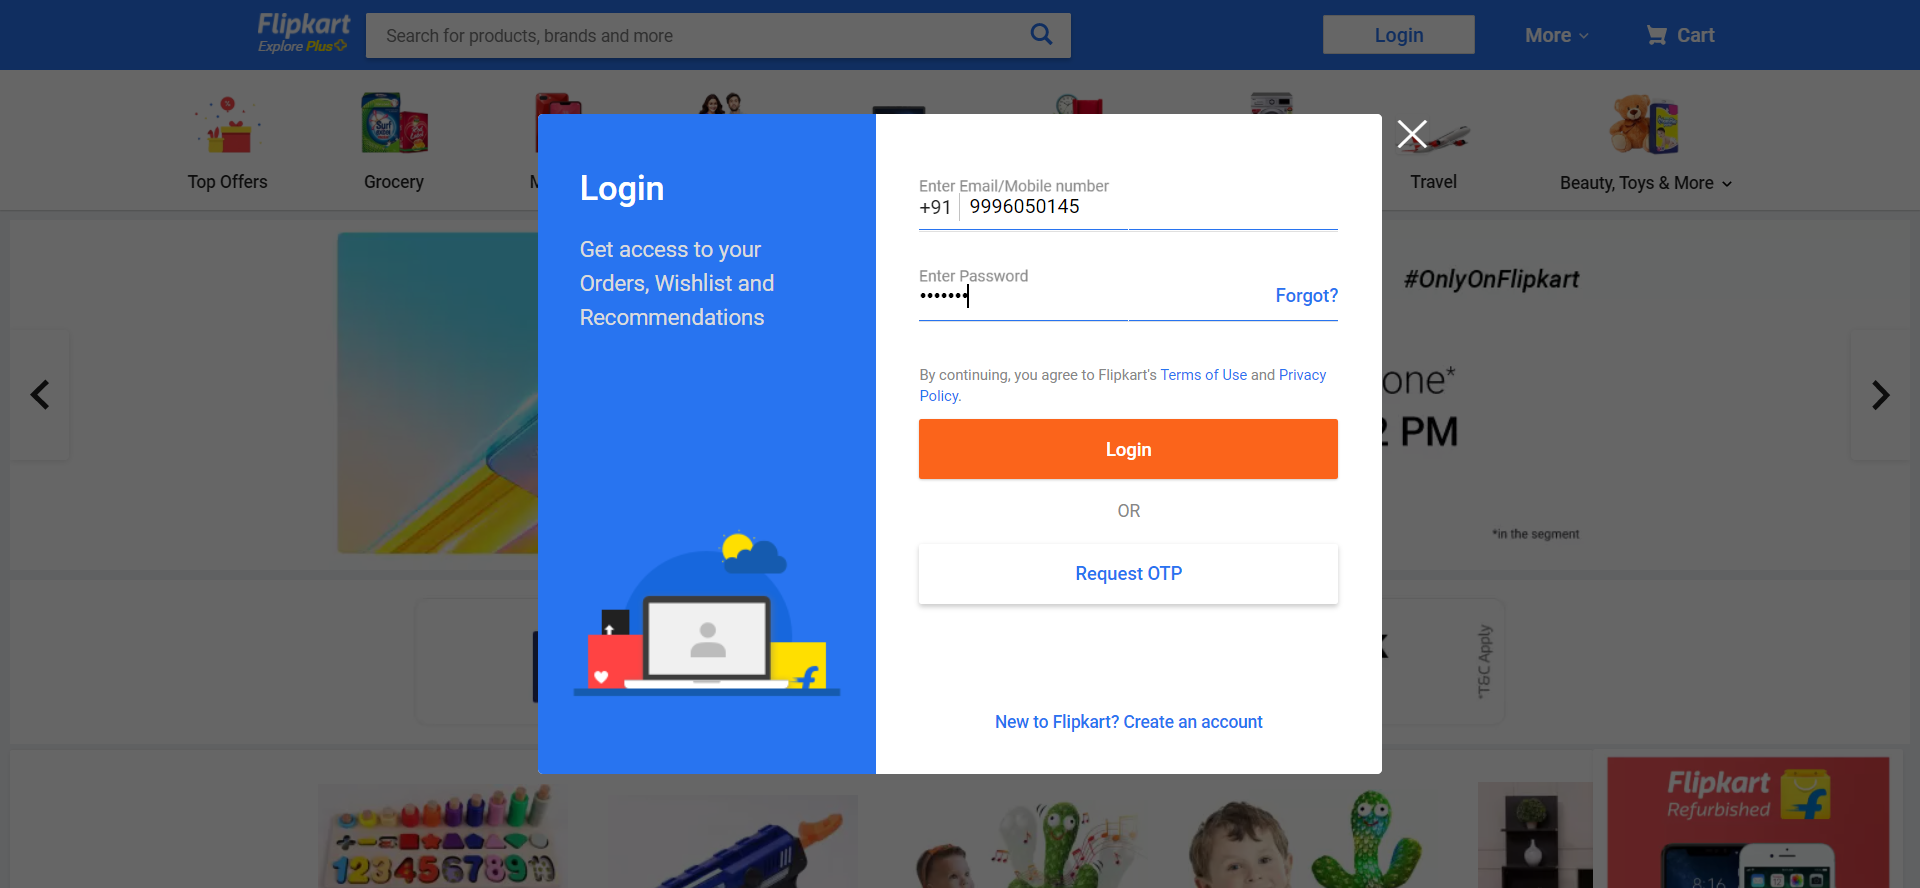 Flipkart
Explore Plus
Search for products, brands and more
Login
More
Cart
Top Offers
Grocery
Travel
Beauty, Toys & More
Login
Get access to your
Orders, Wishlist and
Recommendations
Enter Email/Mobile number
+91 9996050145
Enter Password
•••••••
Forgot?
By continuing, you agree to Flipkart's Terms of Use and Privacy
Policy.
Login
OR
Request OTP
New to Flipkart? Create an account
#OnlyOnFlipkart
one*
2 PM
*in the segment
*T&C Apply
Flipkart
Refurbished
8:16